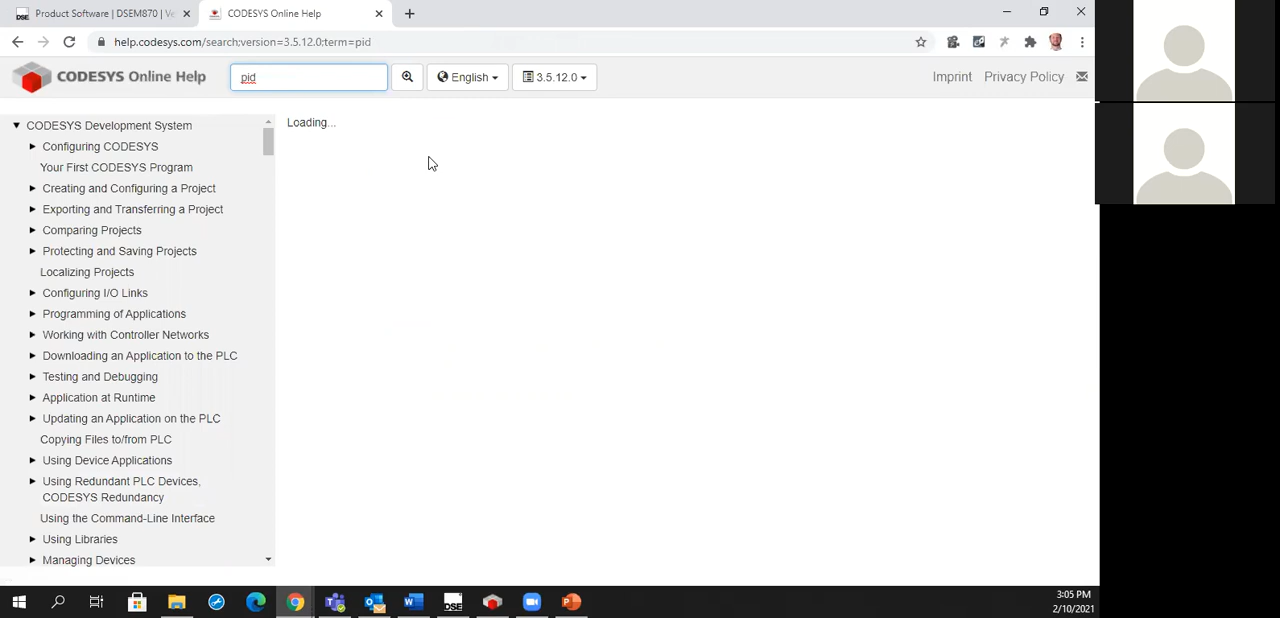 Product Software | DSEM870 | Ve
CODESYS Online Help
help.codesys.com/search;version=3.5.12.0;term=pid
CODESYS Online Help
pid
English
3.5.12.0
Imprint
Privacy Policy
CODESYS Development System
Configuring CODESYS
Your First CODESYS Program
Creating and Configuring a Project
Exporting and Transferring a Project
Comparing Projects
Protecting and Saving Projects
Localizing Projects
Configuring I/O Links
Programming of Applications
Working with Controller Networks
Downloading an Application to the PLC
Testing and Debugging
Application at Runtime
Updating an Application on the PLC
Copying Files to/from PLC
Using Device Applications
Using Redundant PLC Devices,
CODESYS Redundancy
Using the Command-Line Interface
Using Libraries
Managing Devices
Loading...
DSE
3:05 PM
2/10/2021